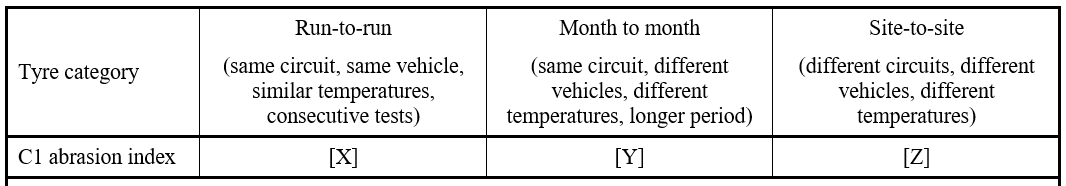 Tyre category
Run-to-run
(same circuit, same vehicle,
similar temperatures,
consecutive tests)
Month to month
(same circuit, different
vehicles, different
temperatures, longer period)
Site-to-site
(different circuits, different
vehicles, different
temperatures)
C1 abrasion index
[X]
[Y]
[Z]